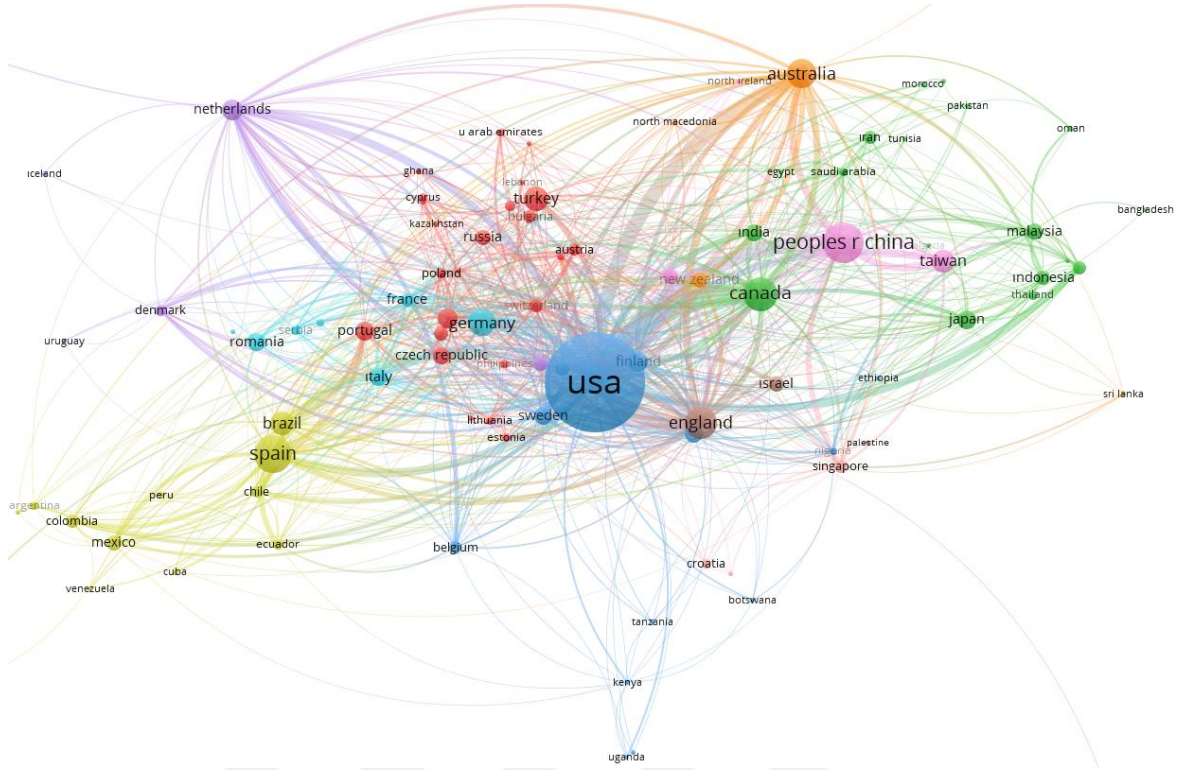 australia
north ireland
morocco
netherlands
pakistan
north macedonia
oman
u arab emirates
iran
tunisia
iceland
ghana
egypt
saudi arabia
lebanon
cyprus
turkey
bulgaria
bangladesh
kazakhstan
russia
india
malaysia
peoples r china
austria
taiwan
poland
new zealand
indonesia
france
canada
thailand
switzerland
denmark
japan
germany
serbia
portugal
uruguay
romania
czech republic
philippines
finland
italy
usa
israel
ethiopia
sri lanka
sweden
brazil
lithuania
england
estonia
palestine
spain
nigeria
singapore
peru
chile
argentina
colombia
mexico
ecuador
belgium
croatia
cuba
venezuela
botswana
tanzania
kenya
uganda